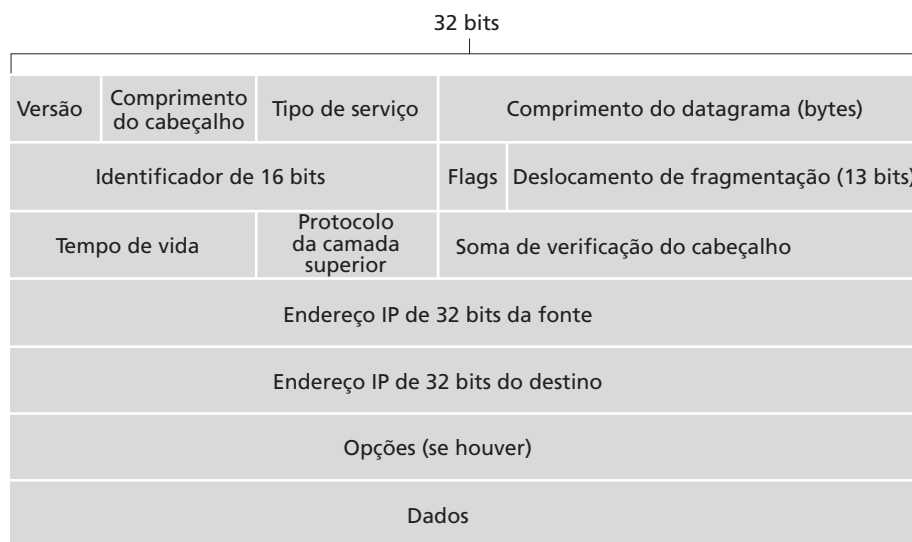 32 bits
Versão
Comprimento
do cabeçalho
Tipo de serviço
Comprimento do datagrama (bytes)
Identificador de 16 bits
Flags
Deslocamento de fragmentação (13 bits)
Tempo de vida
Protocolo
da camada
superior
Soma de verificação do cabeçalho
Endereço IP de 32 bits da fonte
Endereço IP de 32 bits do destino
Opções (se houver)
Dados